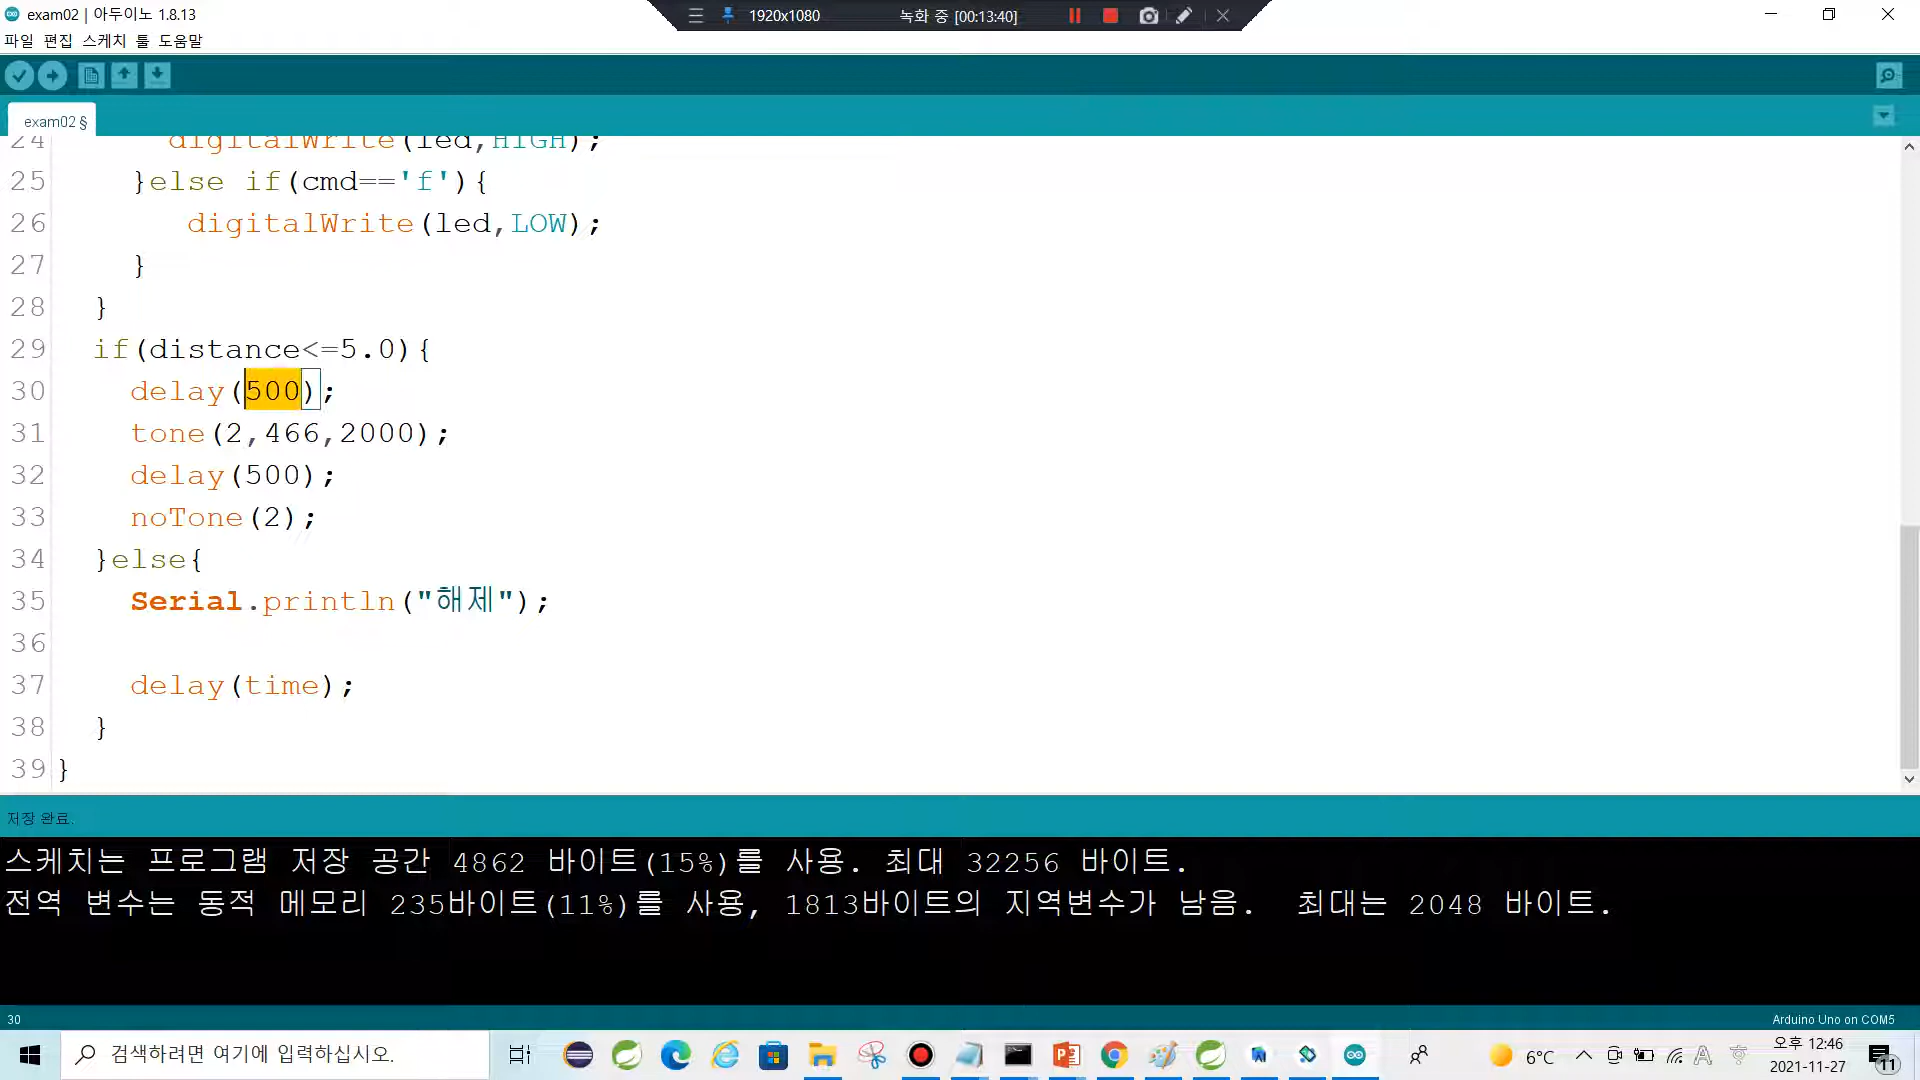 exam02 | 아두이노 1.8.13
1920x1080
녹화 중 [00:13:40]
파일 편집 스케치 툴 도움말
exam02 §
24 digitalWrite(led,HIGH);
25 }else if(cmd=='f'){
26 digitalWrite(led,LOW);
27 }
28 }
29 if(distance<=5.0){
30 delay(500);
31 tone(2,466,2000);
32 delay(500);
33 noTone(2);
34 }else{
35 Serial.println("해제");
36
37 delay(time);
38 }
39 }
저장 완료.
스케치는 프로그램 저장 공간 4862 바이트(15%)를 사용. 최대 32256 바이트.
전역 변수는 동적 메모리 235바이트(11%)를 사용, 1813바이트의 지역변수가 남음. 최대는 2048 바이트.
30
Arduino Uno on COM5
검색하려면 여기에 입력하십시오.
6°C
A
오후 12:46
2021-11-27
11